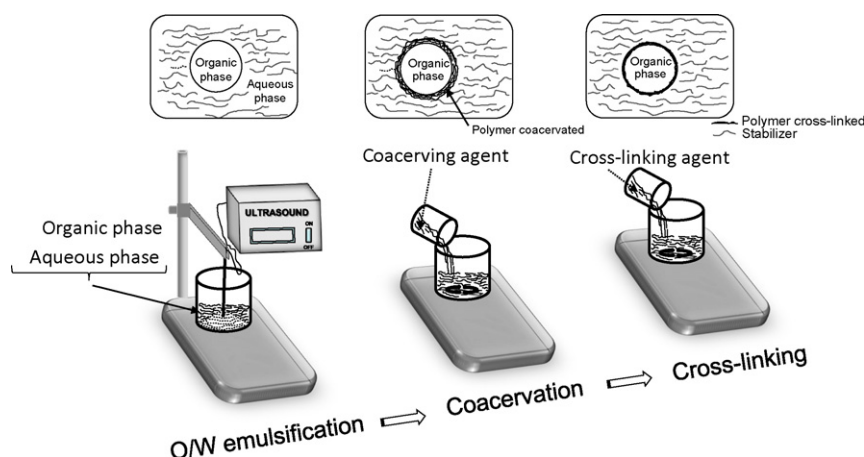 Organic
phase
Aqueous
phase
Organic
phase
Polymer coacervated
Organic
phase
Polymer cross-linked
Stabilizer
Coacerving agent
Cross-linking agent
Organic phase
Aqueous phase
ULTRASOUND
ON
OFF
O/W emulsification
Coacervation
Cross-linking